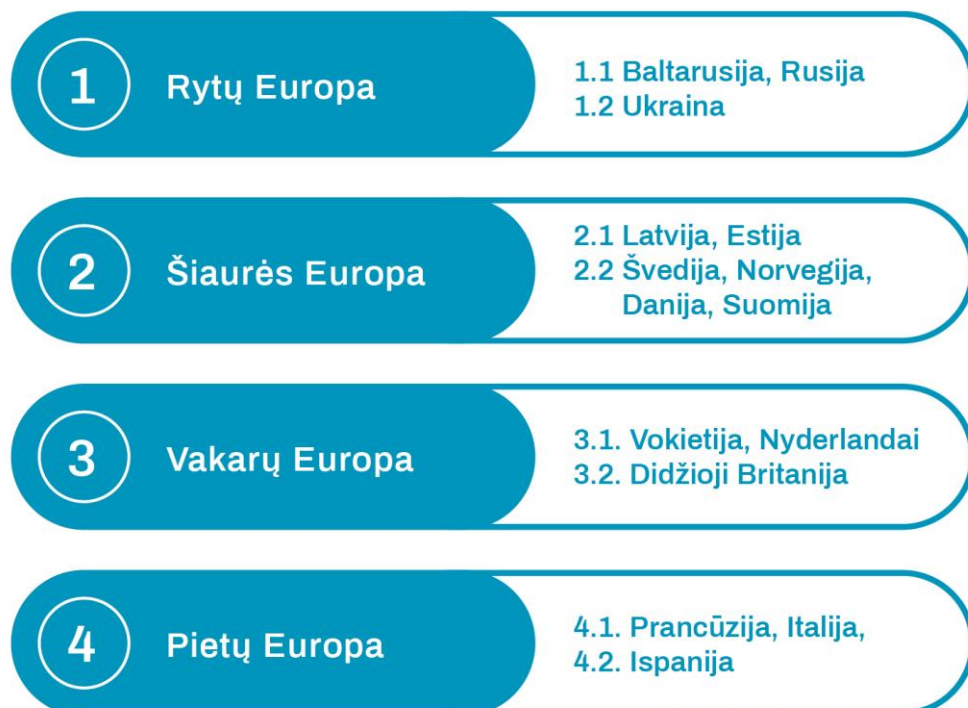 1 Rytų Europa
1.1 Baltarusija, Rusija
1.2 Ukraina
2 Šiaurės Europa
2.1 Latvija, Estija
2.2 Švedija, Norvegija,
Danija, Suomija
3 Vakarų Europa
3.1. Vokietija, Nyderlandai
3.2. Didžioji Britanija
4 Pietų Europa
4.1. Prancūzija, Italija,
4.2. Ispanija